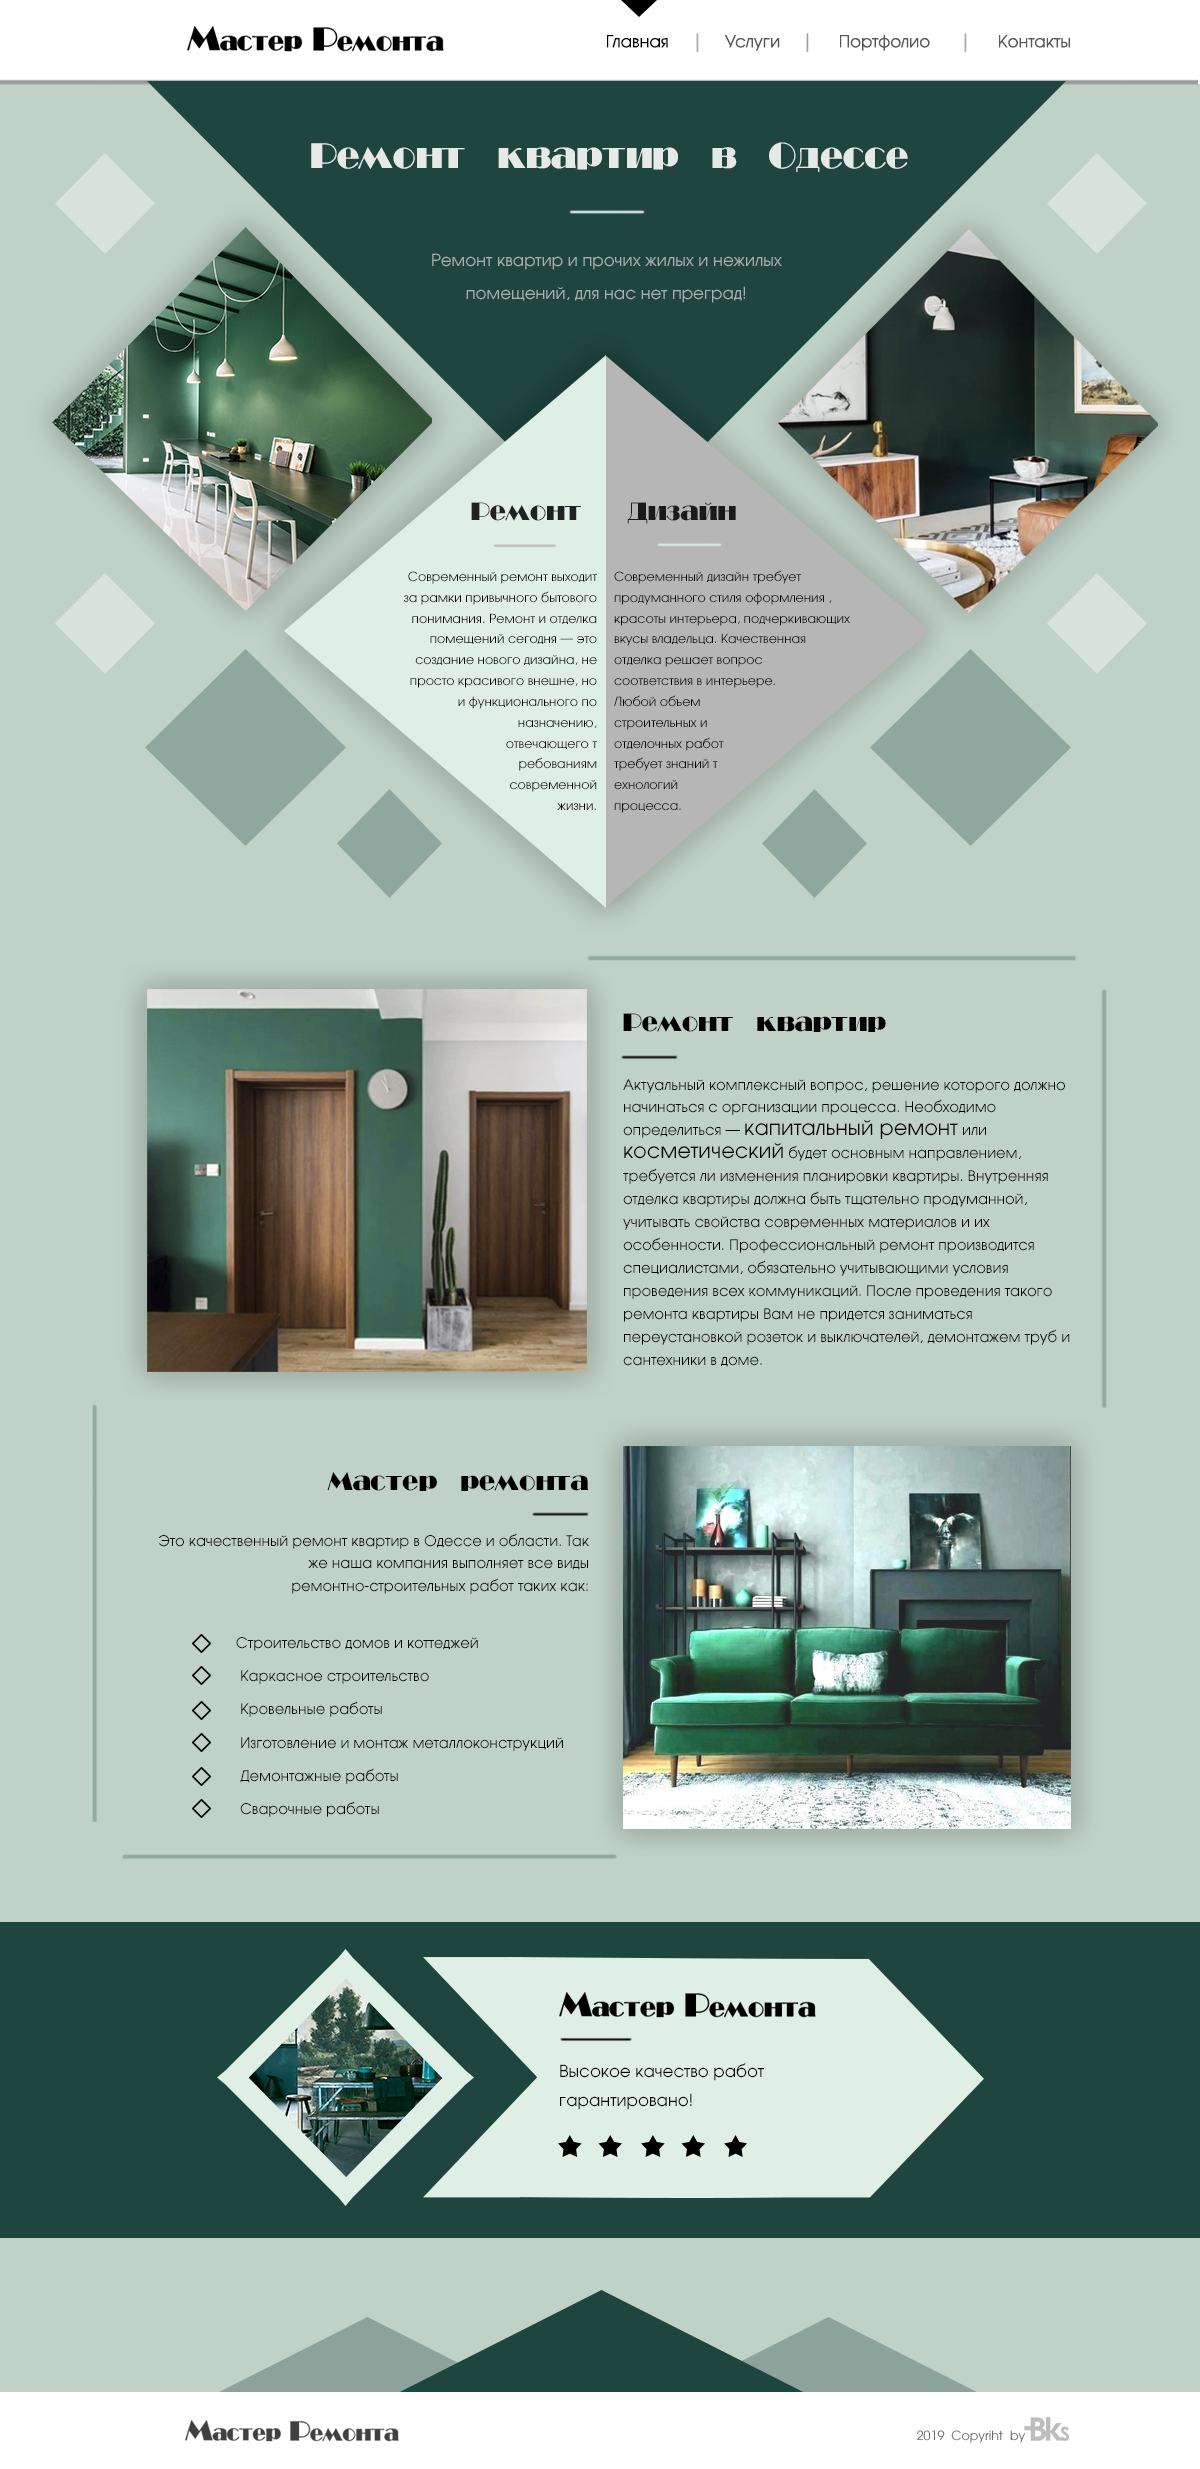 Мастер Ремонта
Главная | Услуги | Портфолио | Контакты
Ремонт квартир в Одессе
Ремонт квартир и прочих жилых и нежилых
помещений, для нас нет преград!
Ремонт
Современный ремонт выходит
за рамки привычного бытового
понимания. Ремонт и отделка
помещений сегодня — это
создание нового дизайна, не
просто красивого внешне, но
и функционального по
назначению,
отвечающего т
ребованиям
современной
жизни.
Дизайн
Современный дизайн требует
продуманного стиля оформления ,
красоты интерьера, подчеркивающих
вкусы владельца. Качественная
отделка решает вопрос
соответствия в интерьере.
Любой объем
строительных и
отделочных работ
требует знаний т
ехнологий
процесса.
Ремонт квартир
Актуальный комплексный вопрос, решение которого должно
начинаться с организации процесса. Необходимо
определиться — капитальный ремонт или
косметический будет основным направлением,
требуется ли изменения планировки квартиры. Внутренняя
отделка квартиры должна быть тщательно продуманной,
учитывать свойства современных материалов и их
особенности. Профессиональный ремонт производится
специалистами, обязательно учитывающими условия
проведения всех коммуникаций. После проведения такого
ремонта квартиры Вам не придется заниматься
переустановкой розеток и выключателей, демонтажем труб и
сантехники в доме.
Мастер ремонта
Это качественный ремонт квартир в Одессе и области. Так
же наша компания выполняет все виды
ремонтно-строительных работ таких как:
Строительство домов и коттеджей
Каркасное строительство
Кровельные работы
Изготовление и монтаж металлоконструкций
Демонтажные работы
Сварочные работы
Мастер Ремонта
Высокое качество работ
гарантировано!
Мастер Ремонта
2019 Copyriht by Bks